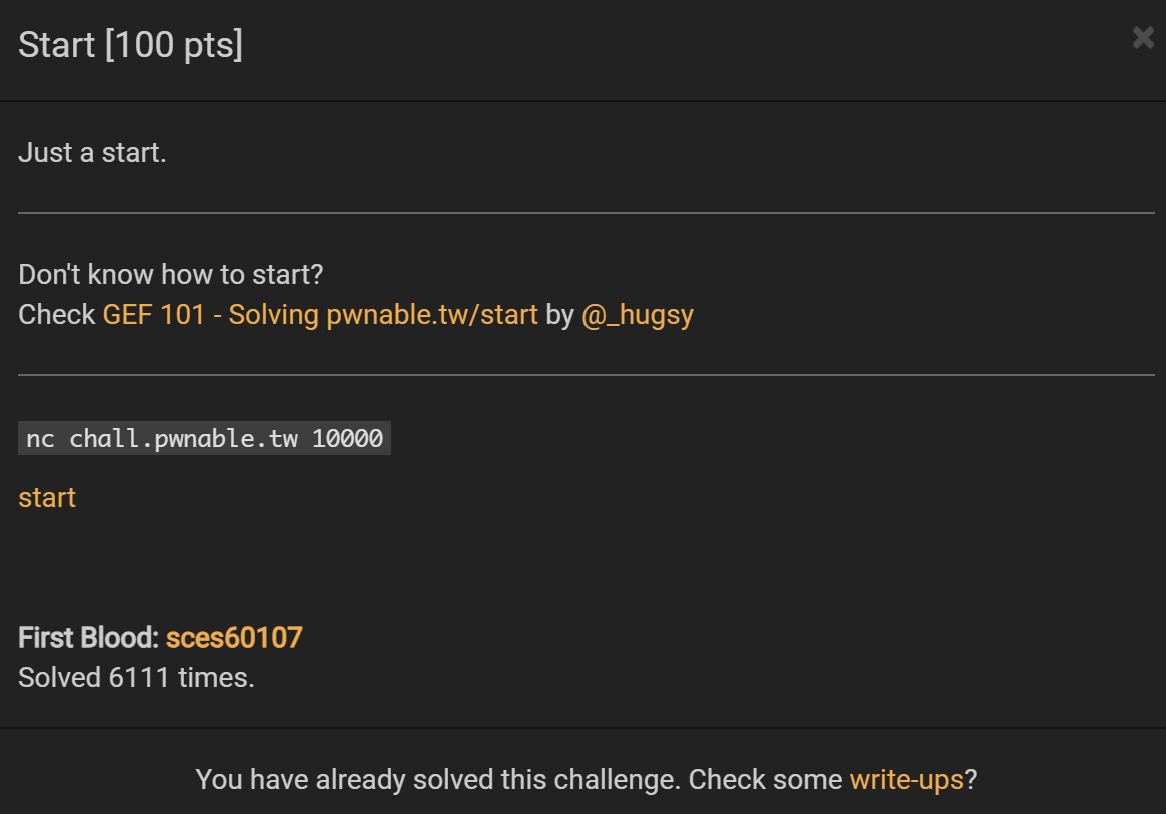 Start [100 pts]
×
Just a start.
Don't know how to start?
Check GEF 101 - Solving pwnable.tw/start by @_hugsy
nc chall.pwnable.tw 10000
start
First Blood: sces60107
Solved 6111 times.
You have already solved this challenge. Check some write-ups?